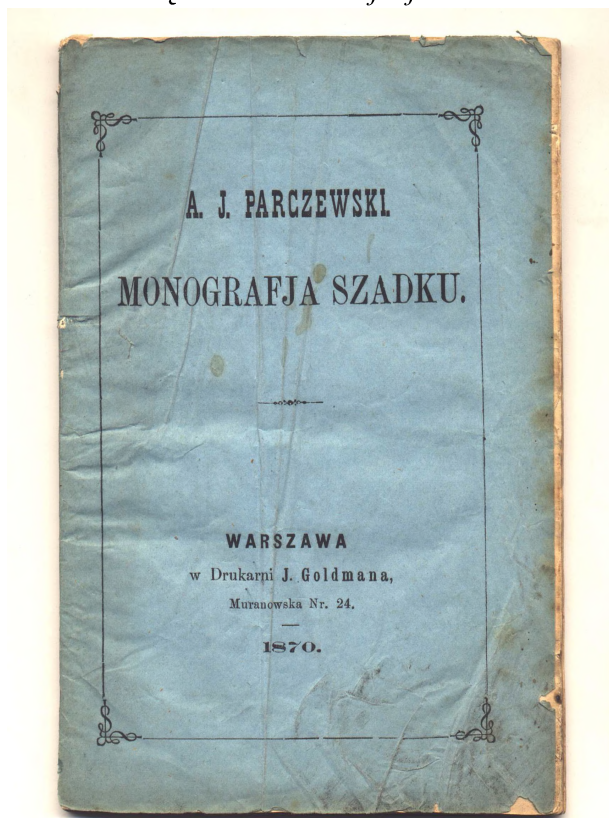 A. J. PARCZEWSKI.
MONOGRAFJA SZADKU.
WARSZAWA
w Drukarni J. Goldmana,
Muranowska Nr. 24.
1870.